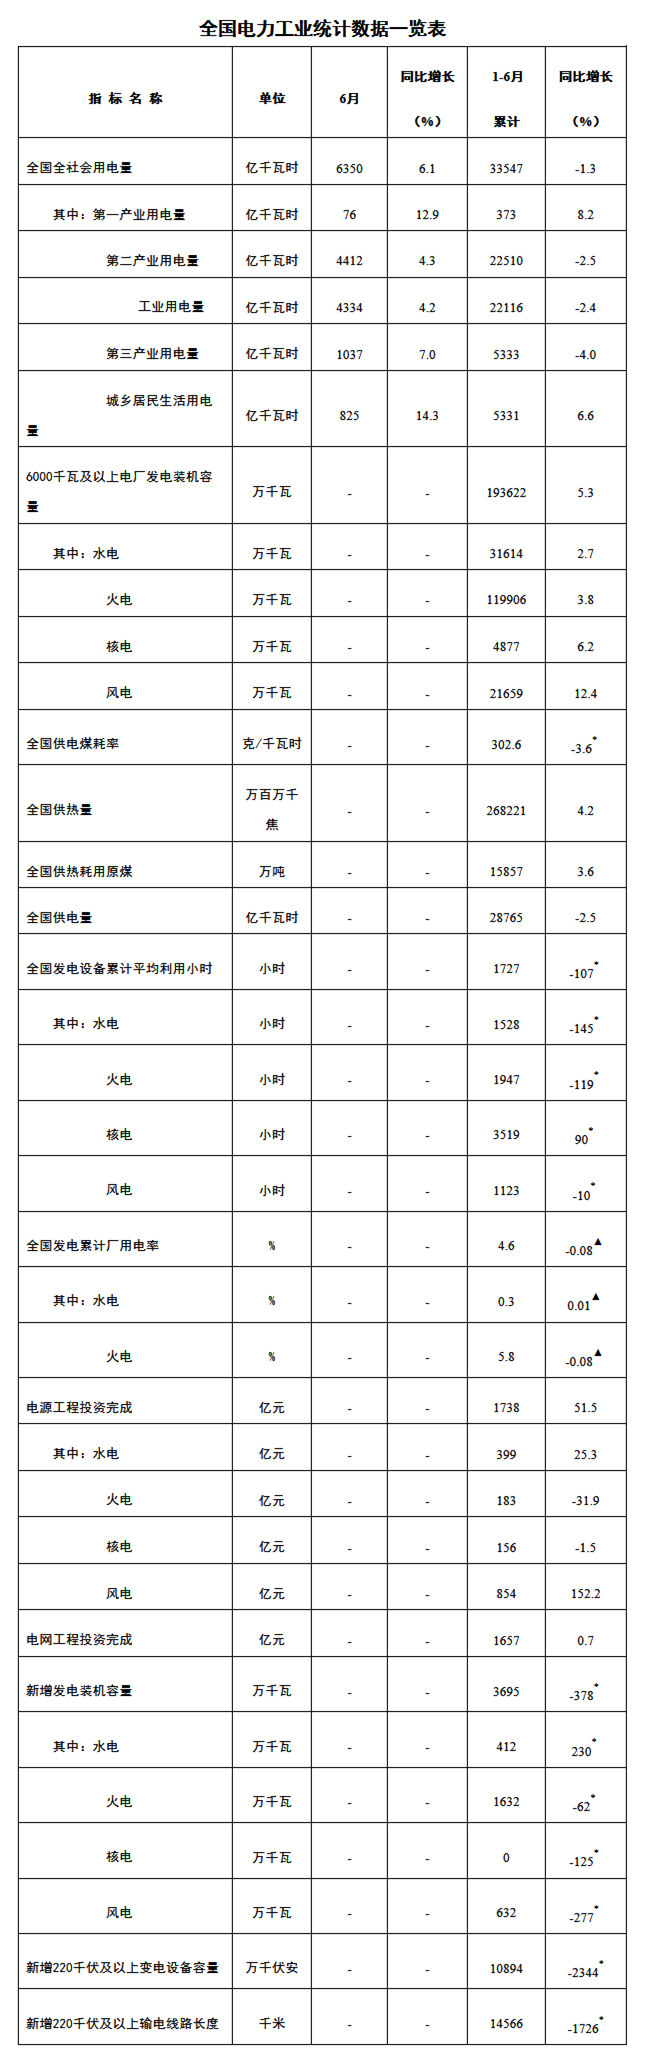 全国电力工业统计数据一览表
指 标 名 称 单位 6月 同比增长（%） 1-6月累计 同比增长（%）
全国全社会用电量 亿千瓦时 6350 6.1 33547 -1.3
其中：第一产业用电量 亿千瓦时 76 12.9 373 8.2
第二产业用电量 亿千瓦时 4412 4.3 22510 -2.5
工业用电量 亿千瓦时 4334 4.2 22116 -2.4
第三产业用电量 亿千瓦时 1037 7.0 5333 -4.0
城乡居民生活用电量 亿千瓦时 825 14.3 5331 6.6
6000千瓦及以上电厂发电装机容量 万千瓦 - - 193622 5.3
其中：水电 万千瓦 - - 31614 2.7
火电 万千瓦 - - 119906 3.8
核电 万千瓦 - - 4877 6.2
风电 万千瓦 - - 21659 12.4
全国供电煤耗率 克/千瓦时 - - 302.6 -3.6*
全国供热量 万百万千焦 - - 268221 4.2
全国供热耗用原煤 万吨 - - 15857 3.6
全国供电量 亿千瓦时 - - 28765 -2.5
全国发电设备累计平均利用小时 小时 - - 1727 -107*
其中：水电 小时 - - 1528 -145*
火电 小时 - - 1947 -119*
核电 小时 - - 3519 90*
风电 小时 - - 1123 -10*
全国发电累计厂用电率 % - - 4.6 -0.08▲
其中：水电 % - - 0.3 0.01▲
火电 % - - 5.8 -0.08▲
电源工程投资完成 亿元 - - 1738 51.5
其中：水电 亿元 - - 399 25.3
火电 亿元 - - 183 -31.9
核电 亿元 - - 156 -1.5
风电 亿元 - - 854 152.2
电网工程投资完成 亿元 - - 1657 0.7
新增发电装机容量 万千瓦 - - 3695 -378*
其中：水电 万千瓦 - - 412 230*
火电 万千瓦 - - 1632 -62*
核电 万千瓦 - - 0 -125*
风电 万千瓦 - - 632 -277*
新增220千伏及以上变电设备容量 万千伏安 - - 10894 -2344*
新增220千伏及以上输电线路长度 千米 - - 14566 -1726*